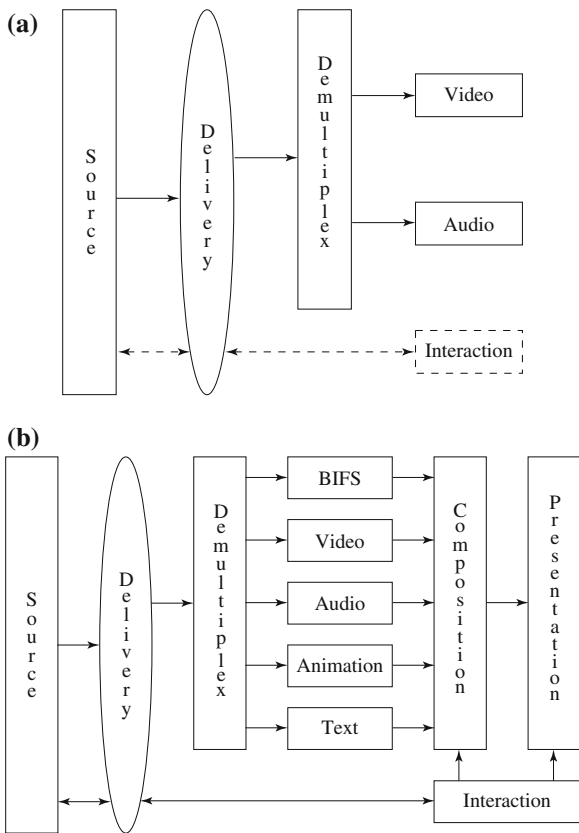 (a)
Source
Delivery
Demultiplex
Video
Audio
Interaction
(b)
Source
Delivery
Demultiplex
BIFS
Video
Audio
Animation
Text
Composition
Presentation
Interaction